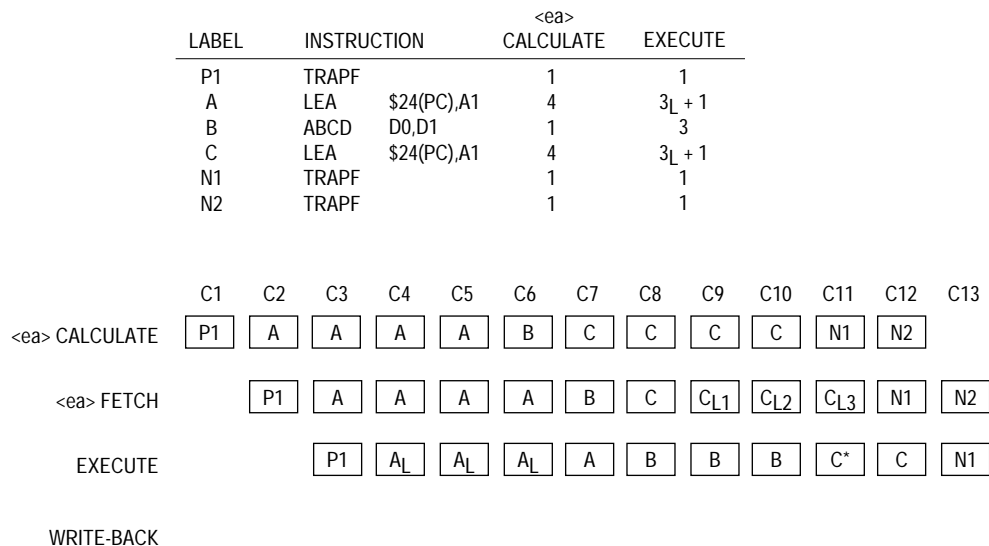 <ea>
LABEL INSTRUCTION CALCULATE EXECUTE
P1 TRAPF 1 1
A LEA $24(PC),A1 4 3L + 1
B ABCD D0,D1 1 3
C LEA $24(PC),A1 4 3L + 1
N1 TRAPF 1 1
N2 TRAPF 1 1
C1 C2 C3 C4 C5 C6 C7 C8 C9 C10 C11 C12 C13
<ea> CALCULATE P1 A A A A B C C C C N1 N2
<ea> FETCH P1 A A A A B C CL1 CL2 CL3 N1 N2
EXECUTE P1 AL AL AL A B B B C* C N1
WRITE-BACK